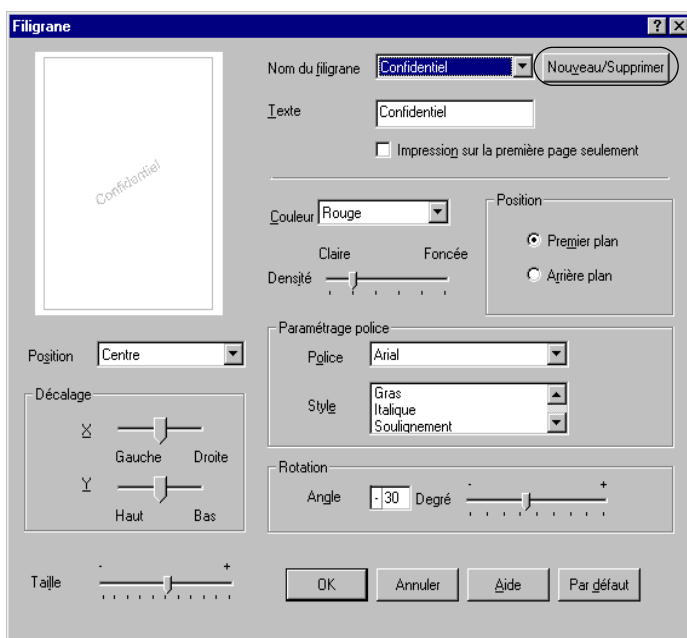 Filigrane
Nom du filigrane Confidentiel Nouveau/Supprimer
Texte Confidentiel
Impression sur la première page seulement
Confidentiel
Couleur Rouge
Position
Premier plan
Arrière plan
Claire Foncée
Densité
Position Centre
Paramétrage police
Police Arial
Style Gras
Italique
Soulignement
Décalage
X
Gauche Droite
Y
Haut Bas
Rotation
Angle - 30 Degré - +
Taille - +
OK Annuler Aide Par défaut